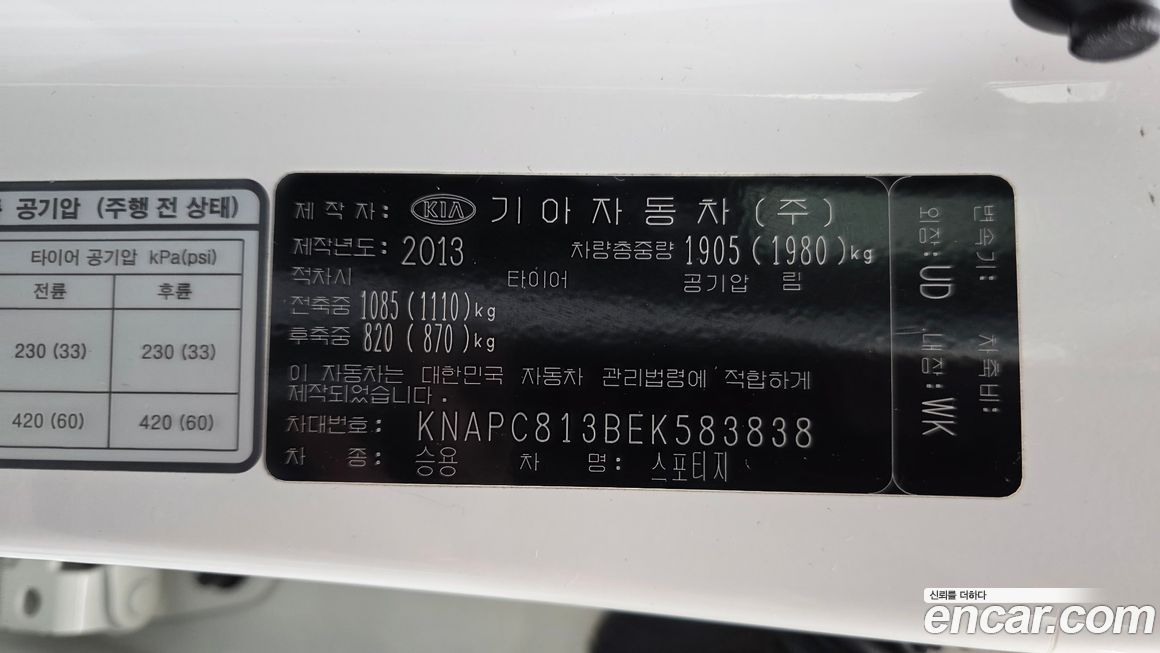 공기압 (주행 전 상태)
타이어 공기압 kPa(psi)
전륜 후륜
230 (33) 230 (33)
420 (60) 420 (60)
제 작 자: KIA 기아자동차(주)
제작년도: 2013 차량총중량 1905(1980)kg
적차시 타이어 공기압 림
전축중 1085(1110)kg
후축중 820(870)kg
이 자동차는 대한민국 자동차 관리법령에 적합하게
제작되었습니다.
차대번호: KNAPC813BEK583838
차 종: 승용 차 명: 스포티지
변속기: 차축비:
외장:UD 내장:WK
신뢰를 더하다
encar.com